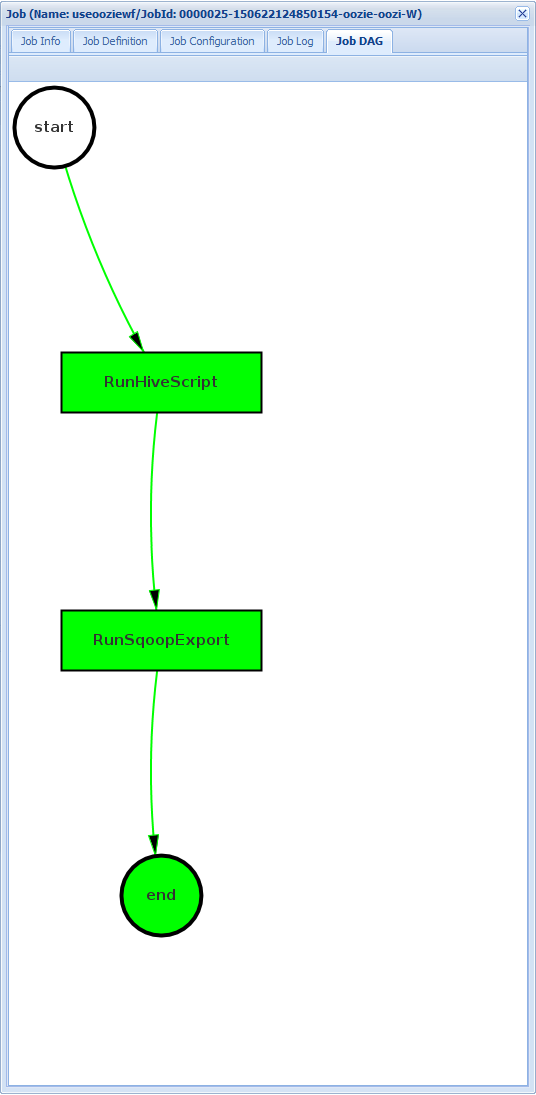 Job (Name: useooziewf/JobId: 0000025-150622124850154-oozie-oozi-W)
Job Info Job Definition Job Configuration Job Log Job DAG
start
RunHiveScript
RunSqoopExport
end